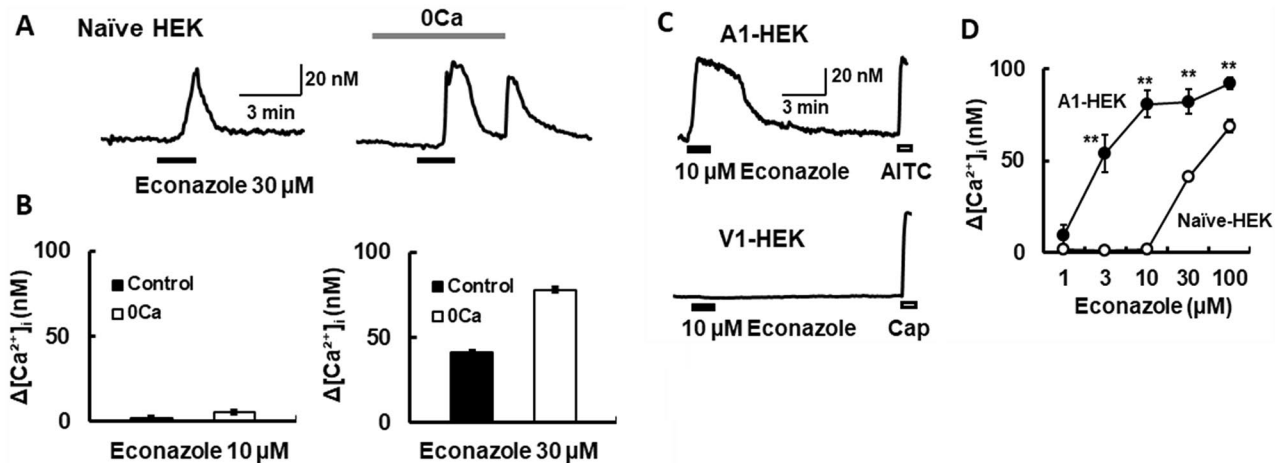 A
Naïve HEK
0Ca
20 nM
3 min
Econazole 30 µM
B
100
50
0
Δ[Ca²⁺]ᵢ (nM)
Control
0Ca
Econazole 10 µM
100
50
0
Δ[Ca²⁺]ᵢ (nM)
Control
0Ca
Econazole 30 µM
C
A1-HEK
20 nM
3 min
10 µM Econazole
AITC
V1-HEK
10 µM Econazole
Cap
D
100
50
0
Δ[Ca²⁺]ᵢ (nM)
A1-HEK
**
**
**
**
Naïve-HEK
1 3 10 30 100
Econazole (µM)